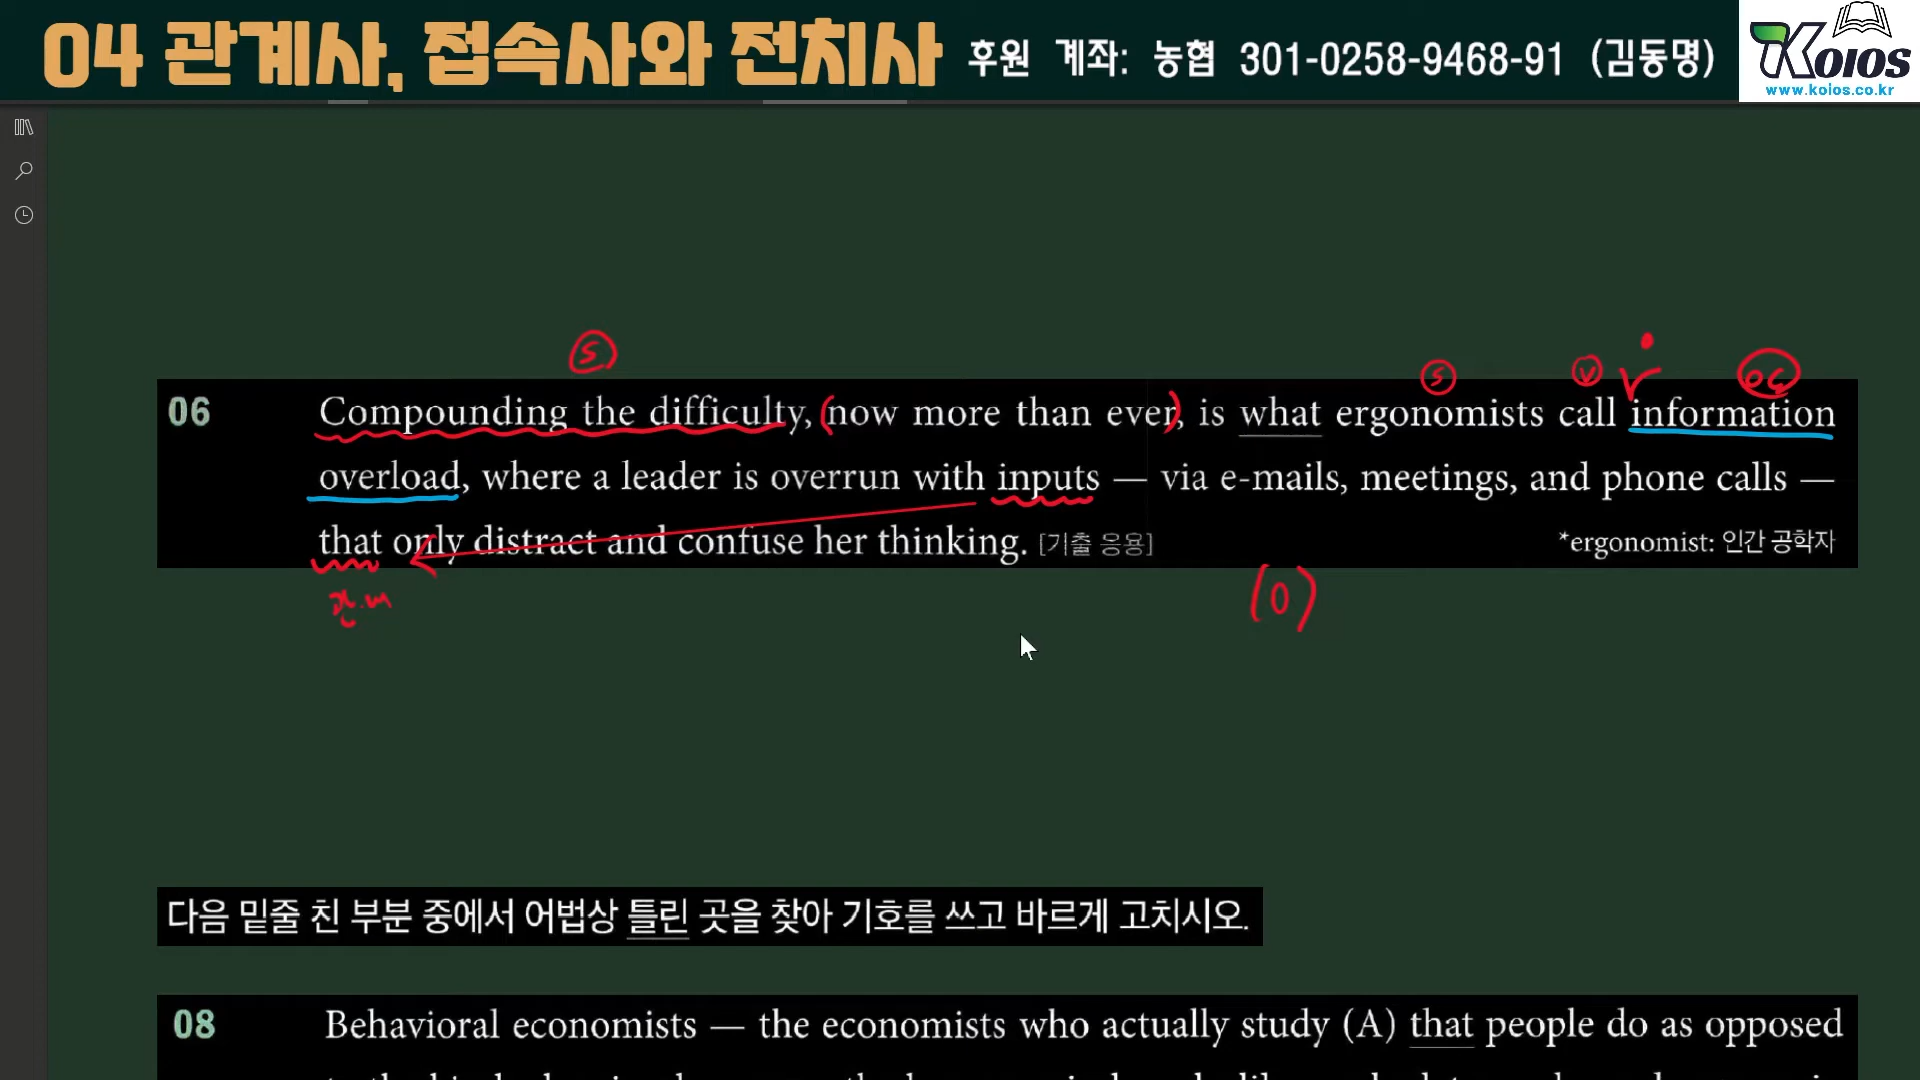 04 관계사, 접속사와 전치사 후원 계좌: 농협 301-0258-9468-91 (김동명)
KOIOS
www.koios.co.kr
S
S V OC
06 Compounding the difficulty, (now more than ever), is what ergonomists call information
overload, where a leader is overrun with inputs — via e-mails, meetings, and phone calls —
that only distract and confuse her thinking. [기출 응용] *ergonomist: 인간 공학자
(O)
다음 밑줄 친 부분 중에서 어법상 틀린 곳을 찾아 기호를 쓰고 바르게 고치시오.
08 Behavioral economists — the economists who actually study (A) that people do as opposed